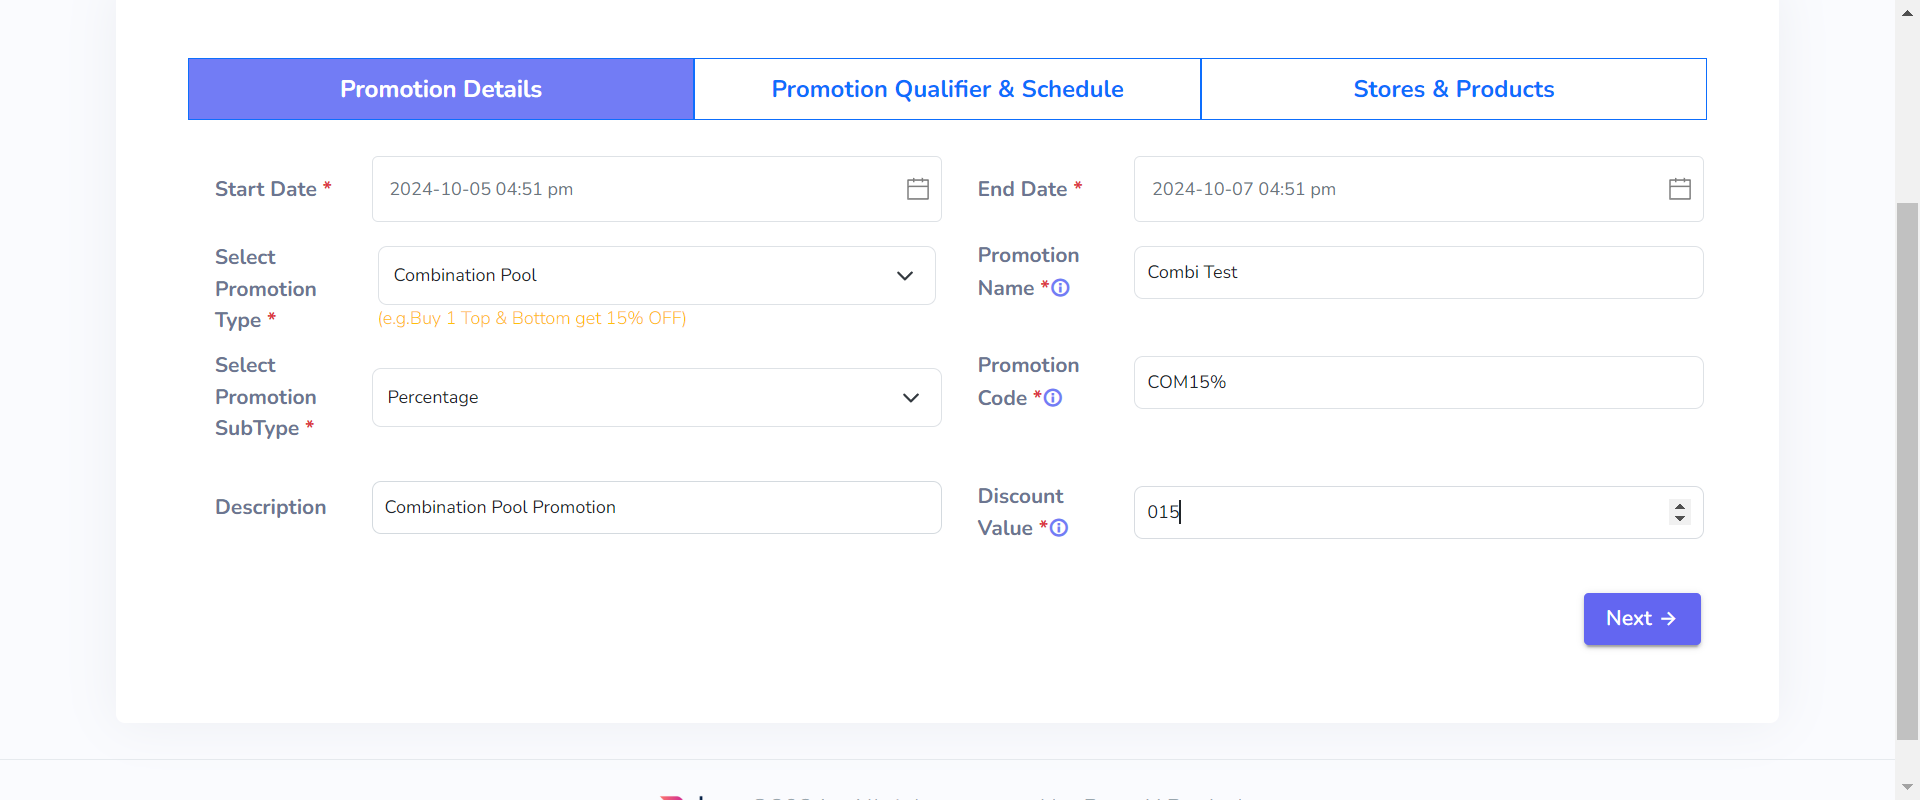 Promotion Details
Promotion Qualifier & Schedule
Stores & Products
Start Date *
2024-10-05 04:51 pm
End Date *
2024-10-07 04:51 pm
Select
Promotion
Type *
Combination Pool
(e.g.Buy 1 Top & Bottom get 15% OFF)
Promotion
Name *
Combi Test
Select
Promotion
SubType *
Percentage
Promotion
Code *
COM15%
Description
Combination Pool Promotion
Discount
Value *
015
Next →